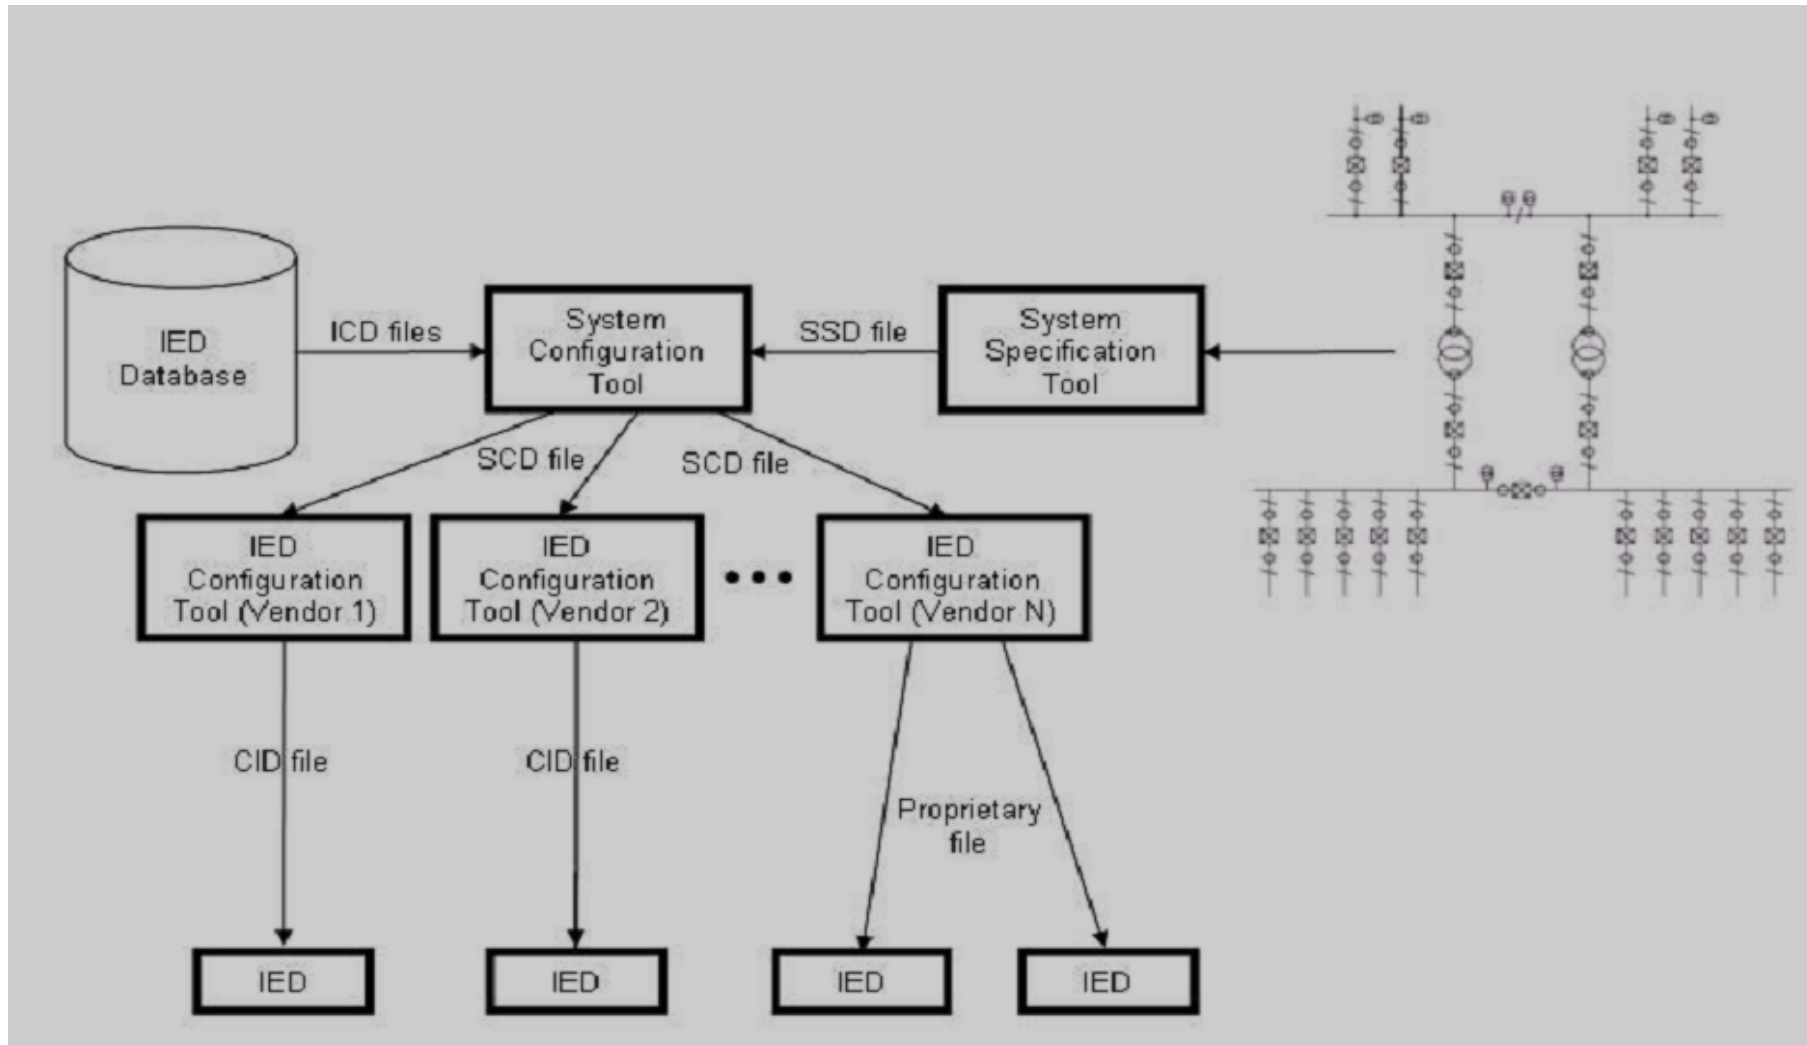 IED
Database
ICD files
System
Configuration
Tool
SSD file
System
Specification
Tool
SCD file
SCD file
IED
Configuration
Tool (Vendor 1)
IED
Configuration
Tool (Vendor 2)
IED
Configuration
Tool (Vendor N)
CID file
CID file
Proprietary
file
IED
IED
IED
IED